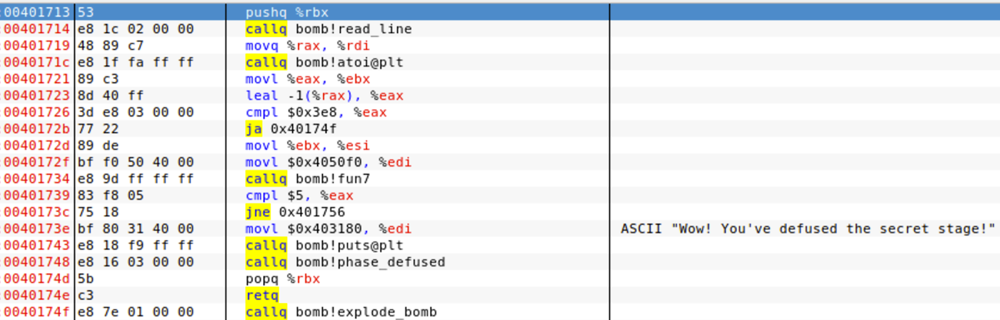 :00401713 53 pushq %rbx
:00401714 e8 1c 02 00 00 callq bomb!read_line
:00401719 48 89 c7 movq %rax, %rdi
:0040171c e8 1f fa ff ff callq bomb!atoi@plt
:00401721 89 c3 movl %eax, %ebx
:00401723 8d 40 ff leal -1(%rax), %eax
:00401726 3d e8 03 00 00 cmpl $0x3e8, %eax
:0040172b 77 22 ja 0x40174f
:0040172d 89 de movl %ebx, %esi
:0040172f bf f0 50 40 00 movl $0x4050f0, %edi
:00401734 e8 9d ff ff ff callq bomb!fun7
:00401739 83 f8 05 cmpl $5, %eax
:0040173c 75 18 jne 0x401756
:0040173e bf 80 31 40 00 movl $0x403180, %edi ASCII "Wow! You've defused the secret stage!"
:00401743 e8 18 f9 ff ff callq bomb!puts@plt
:00401748 e8 16 03 00 00 callq bomb!phase_defused
:0040174d 5b popq %rbx
:0040174e c3 retq
:0040174f e8 7e 01 00 00 callq bomb!explode_bomb